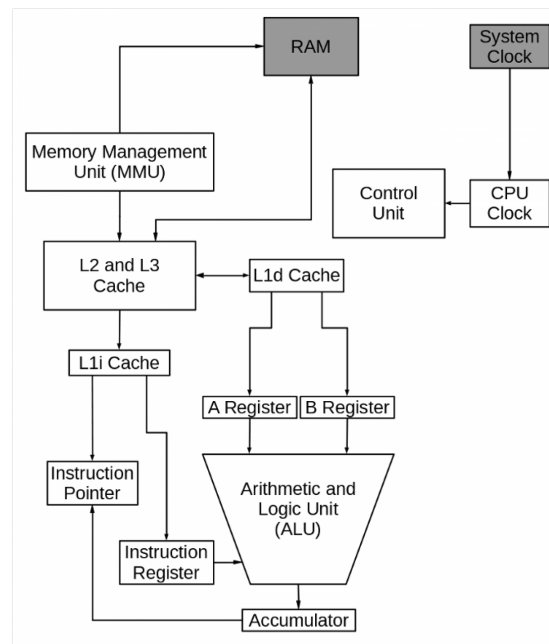 RAM
System
Clock
Memory Management
Unit (MMU)
Control
Unit
CPU
Clock
L2 and L3
Cache
L1d Cache
L1i Cache
A Register
B Register
Instruction
Pointer
Arithmetic and
Logic Unit
(ALU)
Instruction
Register
Accumulator